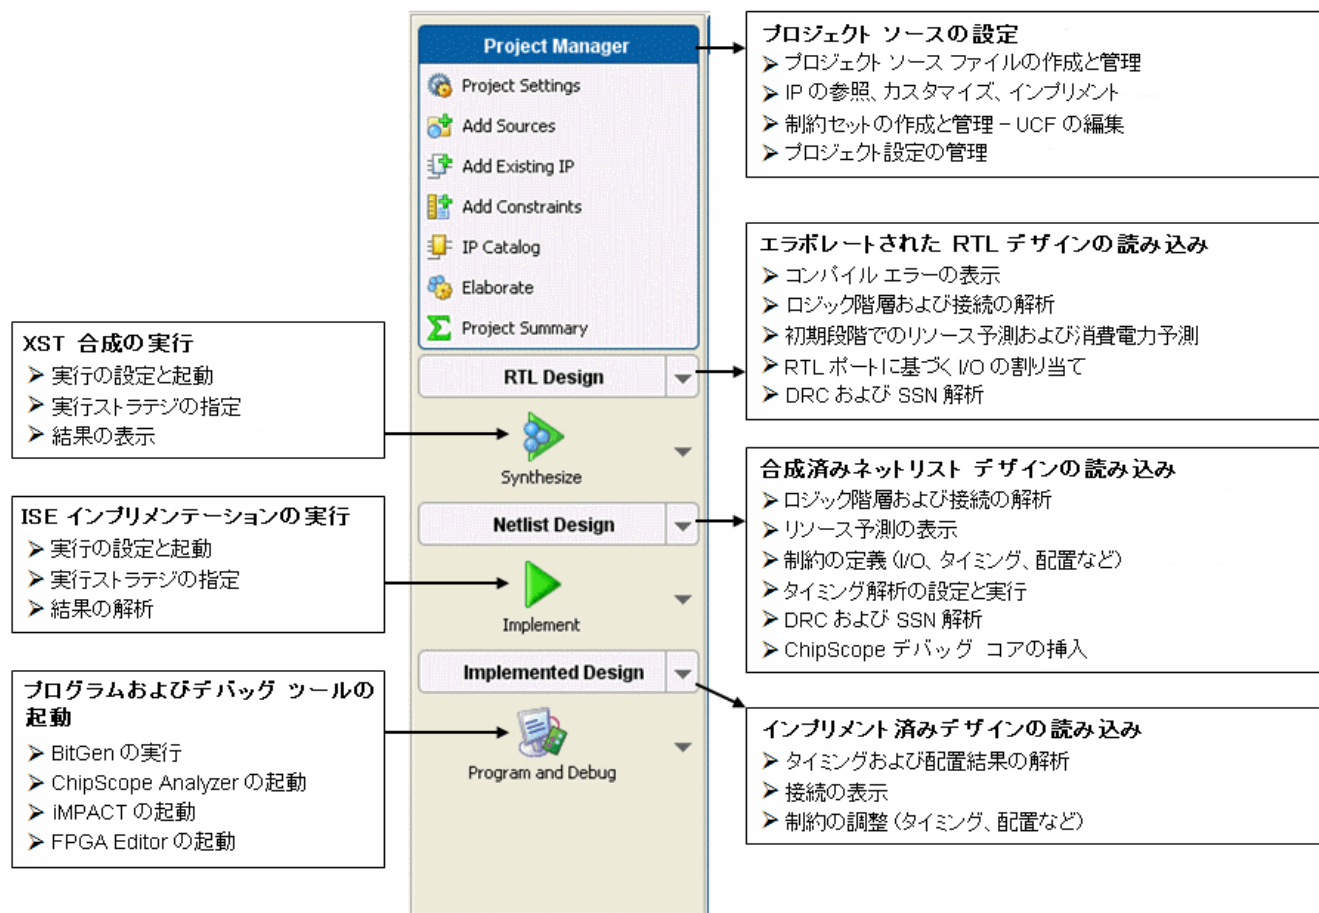 Project Manager
Project Settings
Add Sources
Add Existing IP
Add Constraints
IP Catalog
Elaborate
Project Summary
RTL Design
Synthesize
Netlist Design
Implement
Implemented Design
Program and Debug
XST 合成の実行
➤ 実行の設定と起動
➤ 実行ストラテジの指定
➤ 結果の表示
ISE インプリメンテーションの実行
➤ 実行の設定と起動
➤ 実行ストラテジの指定
➤ 結果の解析
プログラムおよびデバッグ ツールの
起動
➤ BitGen の実行
➤ ChipScope Analyzer の起動
➤ iMPACT の起動
➤ FPGA Editor の起動
プロジェクト ソースの設定
➤ プロジェクト ソース ファイルの作成と管理
➤ IP の参照、カスタマイズ、インプリメント
➤ 制約セットの作成と管理 – UCF の編集
➤ プロジェクト設定の管理
エラボレートされた RTL デザインの読み込み
➤ コンパイル エラーの表示
➤ ロジック階層および接続の解析
➤ 初期段階でのリソース予測および消費電力予測
➤ RTL ポートに基づく I/O の割り当て
➤ DRC および SSN 解析
合成済みネットリスト デザインの読み込み
➤ ロジック階層および接続の解析
➤ リソース予測の表示
➤ 制約の定義 (I/O、タイミング、配置など)
➤ タイミング解析の設定と実行
➤ DRC および SSN 解析
➤ ChipScope デバッグ コアの挿入
インプリメント済みデザインの読み込み
➤ タイミングおよび配置結果の解析
➤ 接続の表示
➤ 制約の調整 (タイミング、配置など)